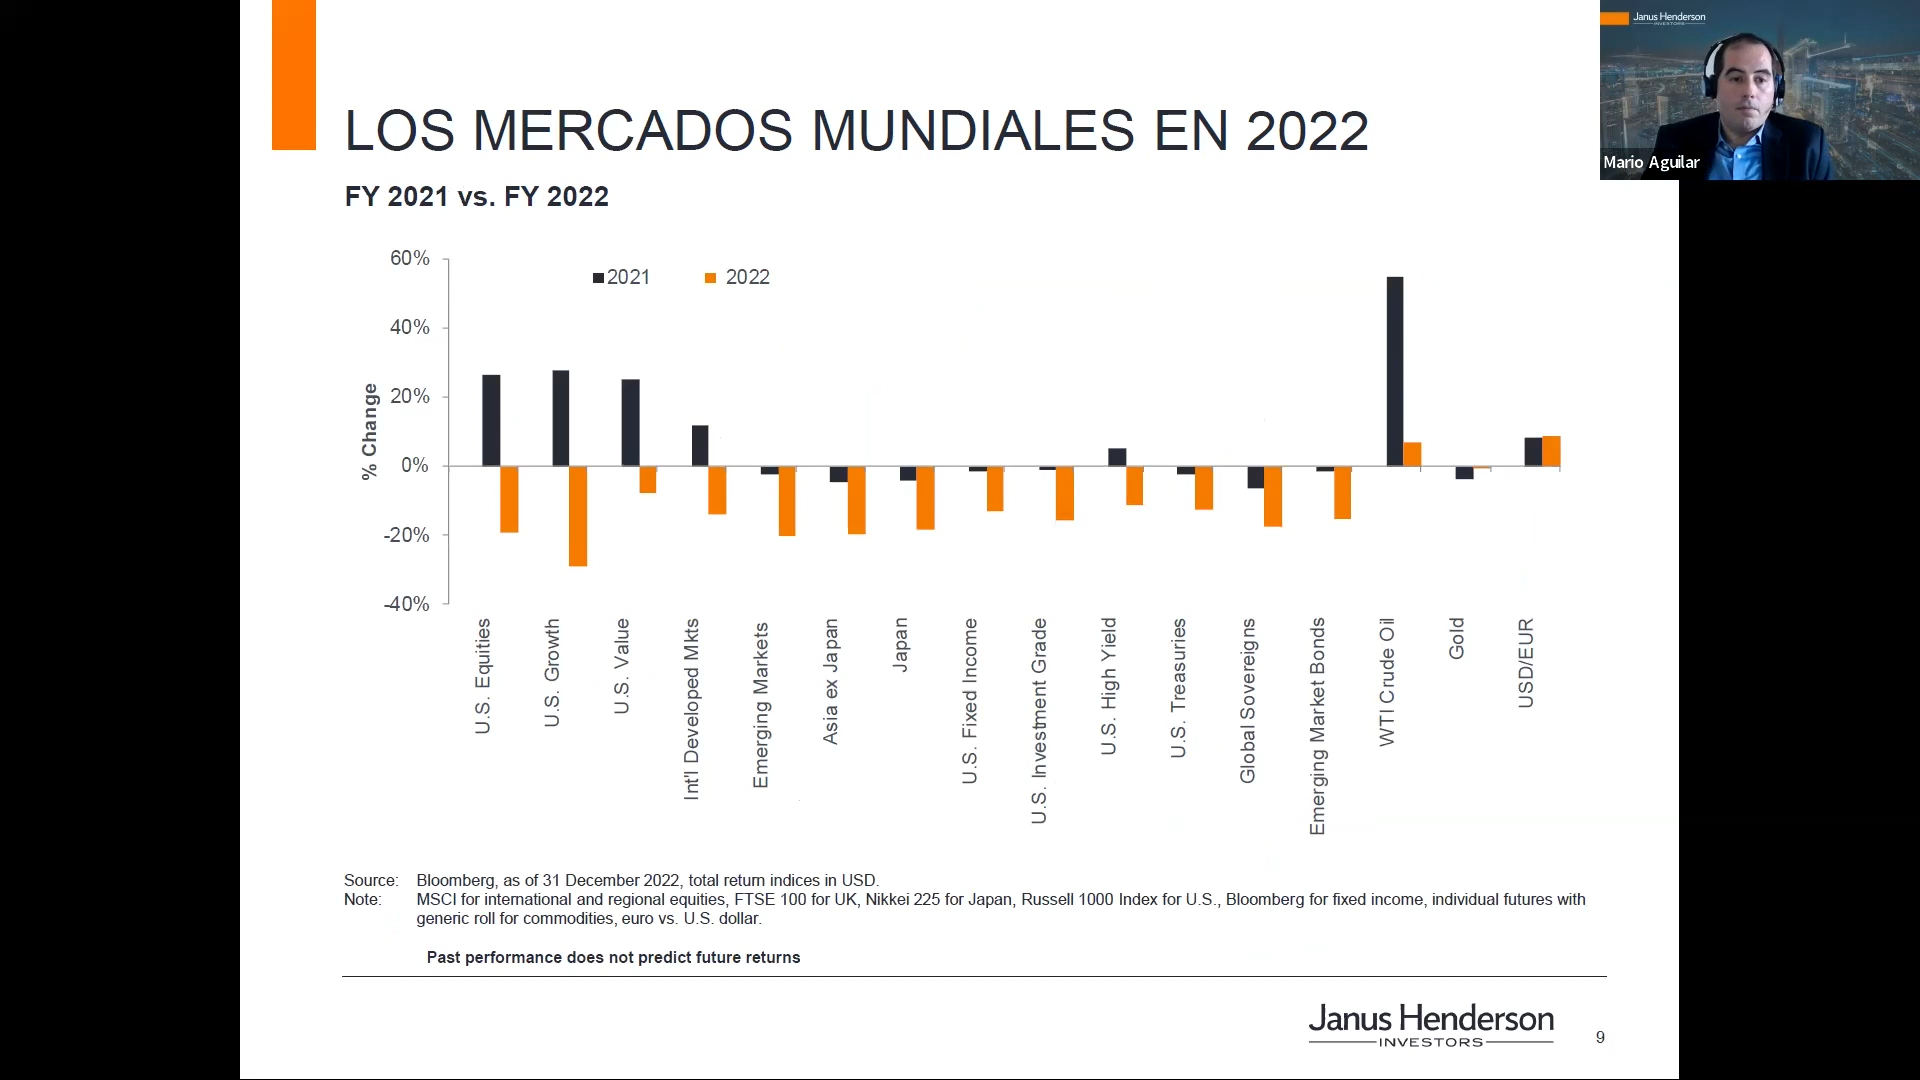 Janus Henderson
INVESTORS
Mario Aguilar
LOS MERCADOS MUNDIALES EN 2022
FY 2021 vs. FY 2022
2021
2022
% Change
60%
40%
20%
0%
-20%
-40%
U.S. Equities
U.S. Growth
U.S. Value
Int'l Developed Mkts
Emerging Markets
Asia ex Japan
Japan
U.S. Fixed Income
U.S. Investment Grade
U.S. High Yield
U.S. Treasuries
Global Sovereigns
Emerging Market Bonds
WTI Crude Oil
Gold
USD/EUR
Source: Bloomberg, as of 31 December 2022, total return indices in USD.
Note: MSCI for international and regional equities, FTSE 100 for UK, Nikkei 225 for Japan, Russell 1000 Index for U.S., Bloomberg for fixed income, individual futures with
generic roll for commodities, euro vs. U.S. dollar.
Past performance does not predict future returns
Janus Henderson
INVESTORS
9